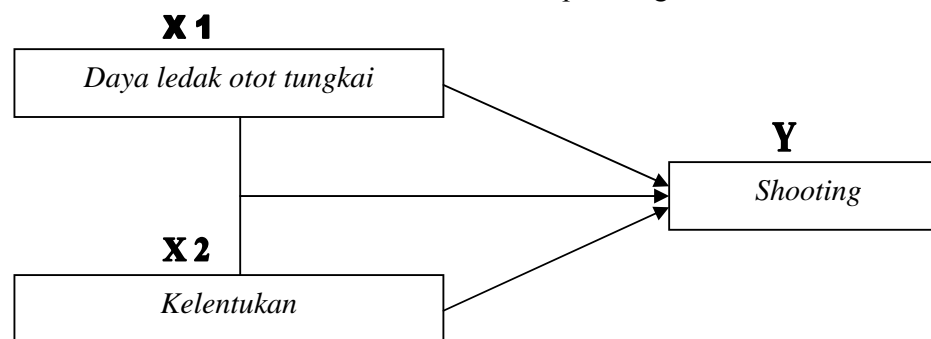 X 1
Daya ledak otot tungkai
Y
Shooting
X 2
Kelentukan